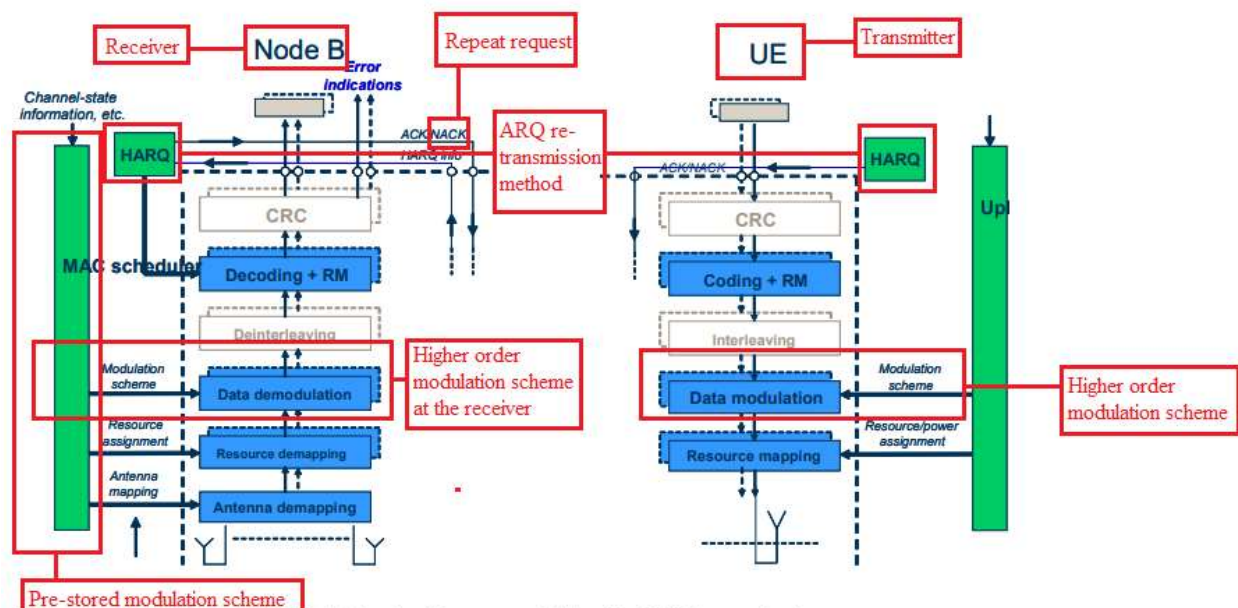 Receiver
Node B
Repeat request
UE
Transmitter
Error
indications
Channel-state
information, etc.
HARQ
ACK/NACK
HARQ info
ARQ re-
transmission
method
ACK/NACK
HARQ
CRC
CRC
Upl
MAC scheduler
Decoding + RM
Coding + RM
Deinterleaving
Interleaving
Modulation
scheme
Data demodulation
Higher order
modulation scheme
at the receiver
Data modulation
Modulation
scheme
Higher order
modulation scheme
Resource
assignment
Resource demapping
Resource mapping
Resource/power
assignment
Antenna
mapping
Antenna demapping
Pre-stored modulation scheme